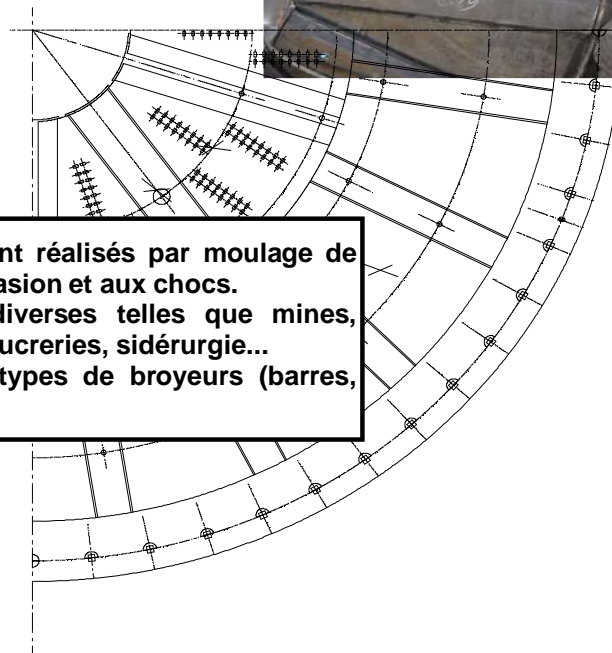 nt réalisés par moulage de
asion et aux chocs.
diverses telles que mines,
ucreries, sidérurgie...
types de broyeurs (barres,